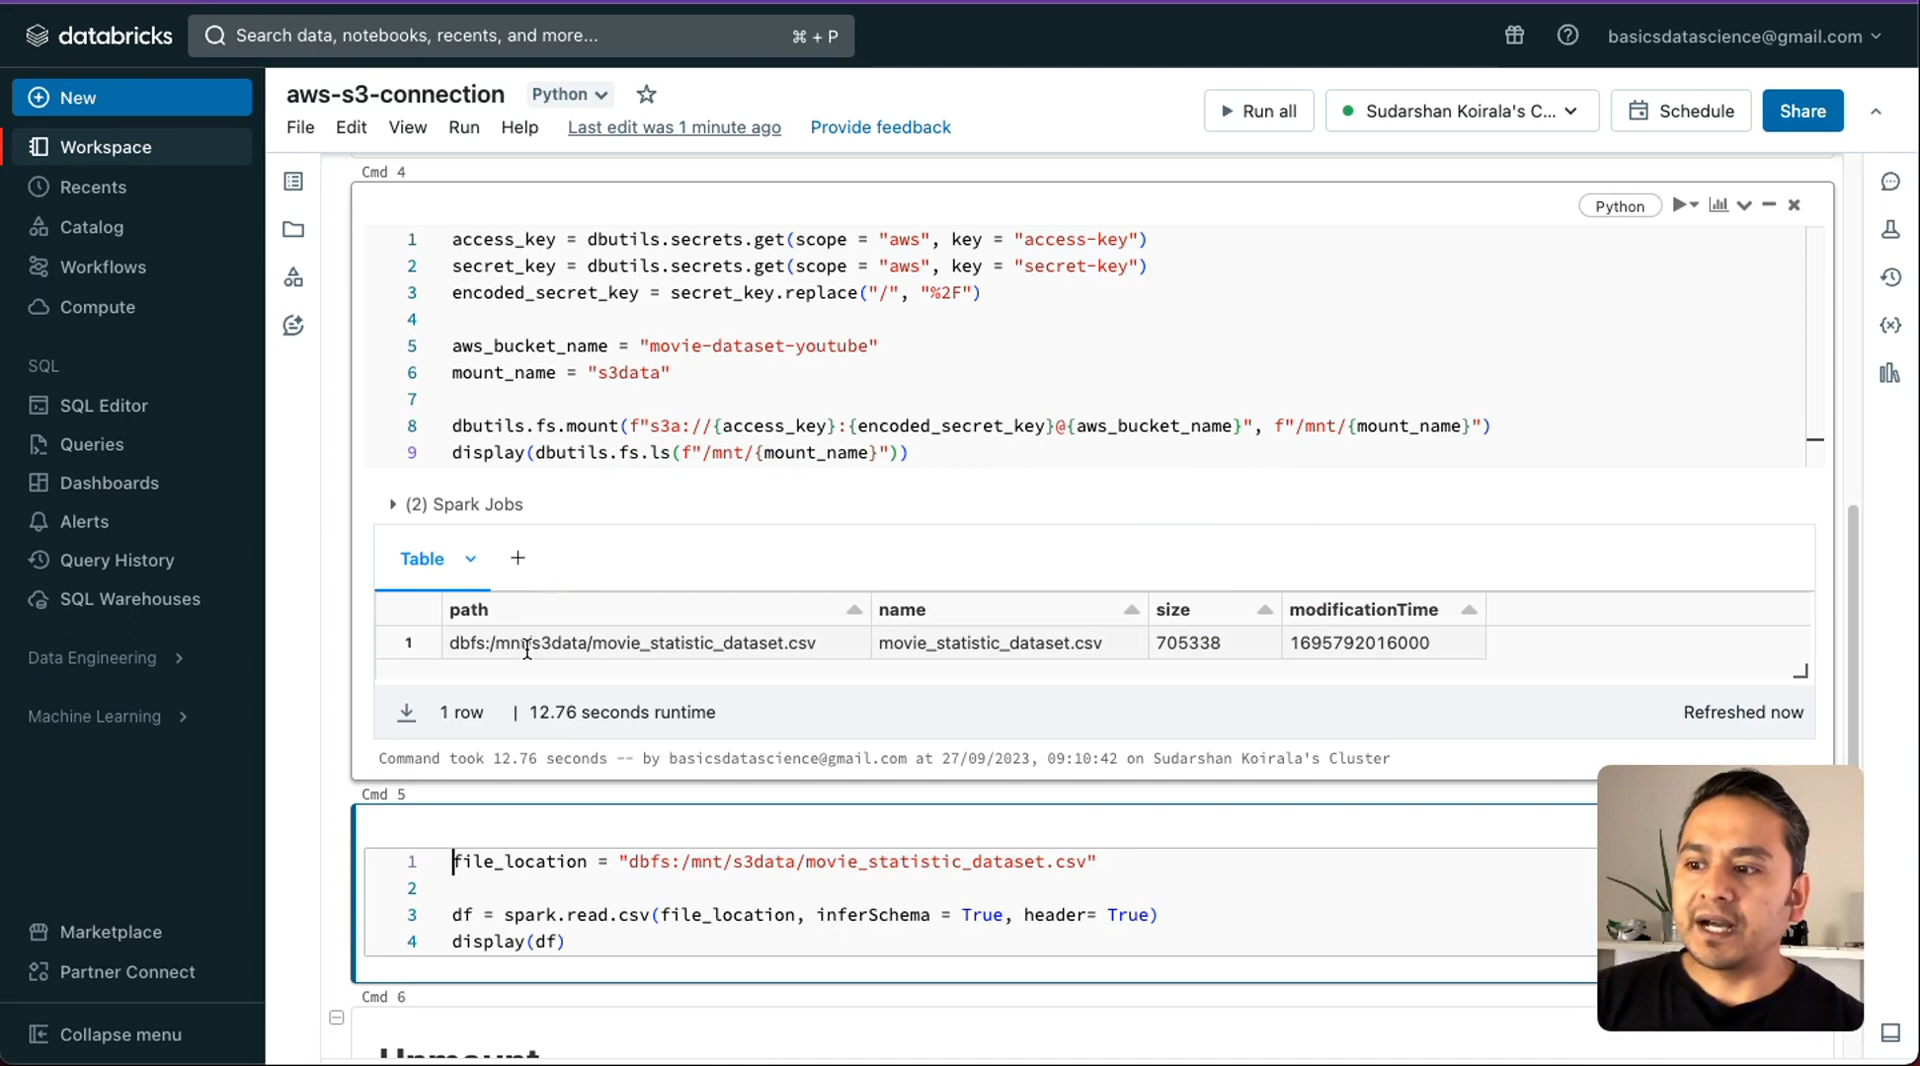 databricks
Search data, notebooks, recents, and more...
⌘ + P
basicsdatascience@gmail.com
New
Workspace
Recents
Catalog
Workflows
Compute
SQL
SQL Editor
Queries
Dashboards
Alerts
Query History
SQL Warehouses
Data Engineering
Machine Learning
Marketplace
Partner Connect
Collapse menu
aws-s3-connection
Python
File Edit View Run Help Last edit was 1 minute ago Provide feedback
Run all
Sudarshan Koirala's C...
Schedule
Share
Cmd 4
Python
1 access_key = dbutils.secrets.get(scope = "aws", key = "access-key")
2 secret_key = dbutils.secrets.get(scope = "aws", key = "secret-key")
3 encoded_secret_key = secret_key.replace("/", "%2F")
4
5 aws_bucket_name = "movie-dataset-youtube"
6 mount_name = "s3data"
7
8 dbutils.fs.mount(f"s3a://{access_key}:{encoded_secret_key}@{aws_bucket_name}", f"/mnt/{mount_name}")
9 display(dbutils.fs.ls(f"/mnt/{mount_name}"))
(2) Spark Jobs
Table +
path name size modificationTime
1 dbfs:/mnt/s3data/movie_statistic_dataset.csv movie_statistic_dataset.csv 705338 1695792016000
1 row | 12.76 seconds runtime
Refreshed now
Command took 12.76 seconds -- by basicsdatascience@gmail.com at 27/09/2023, 09:10:42 on Sudarshan Koirala's Cluster
Cmd 5
1 file_location = "dbfs:/mnt/s3data/movie_statistic_dataset.csv"
2
3 df = spark.read.csv(file_location, inferSchema = True, header= True)
4 display(df)
Cmd 6
Unmount